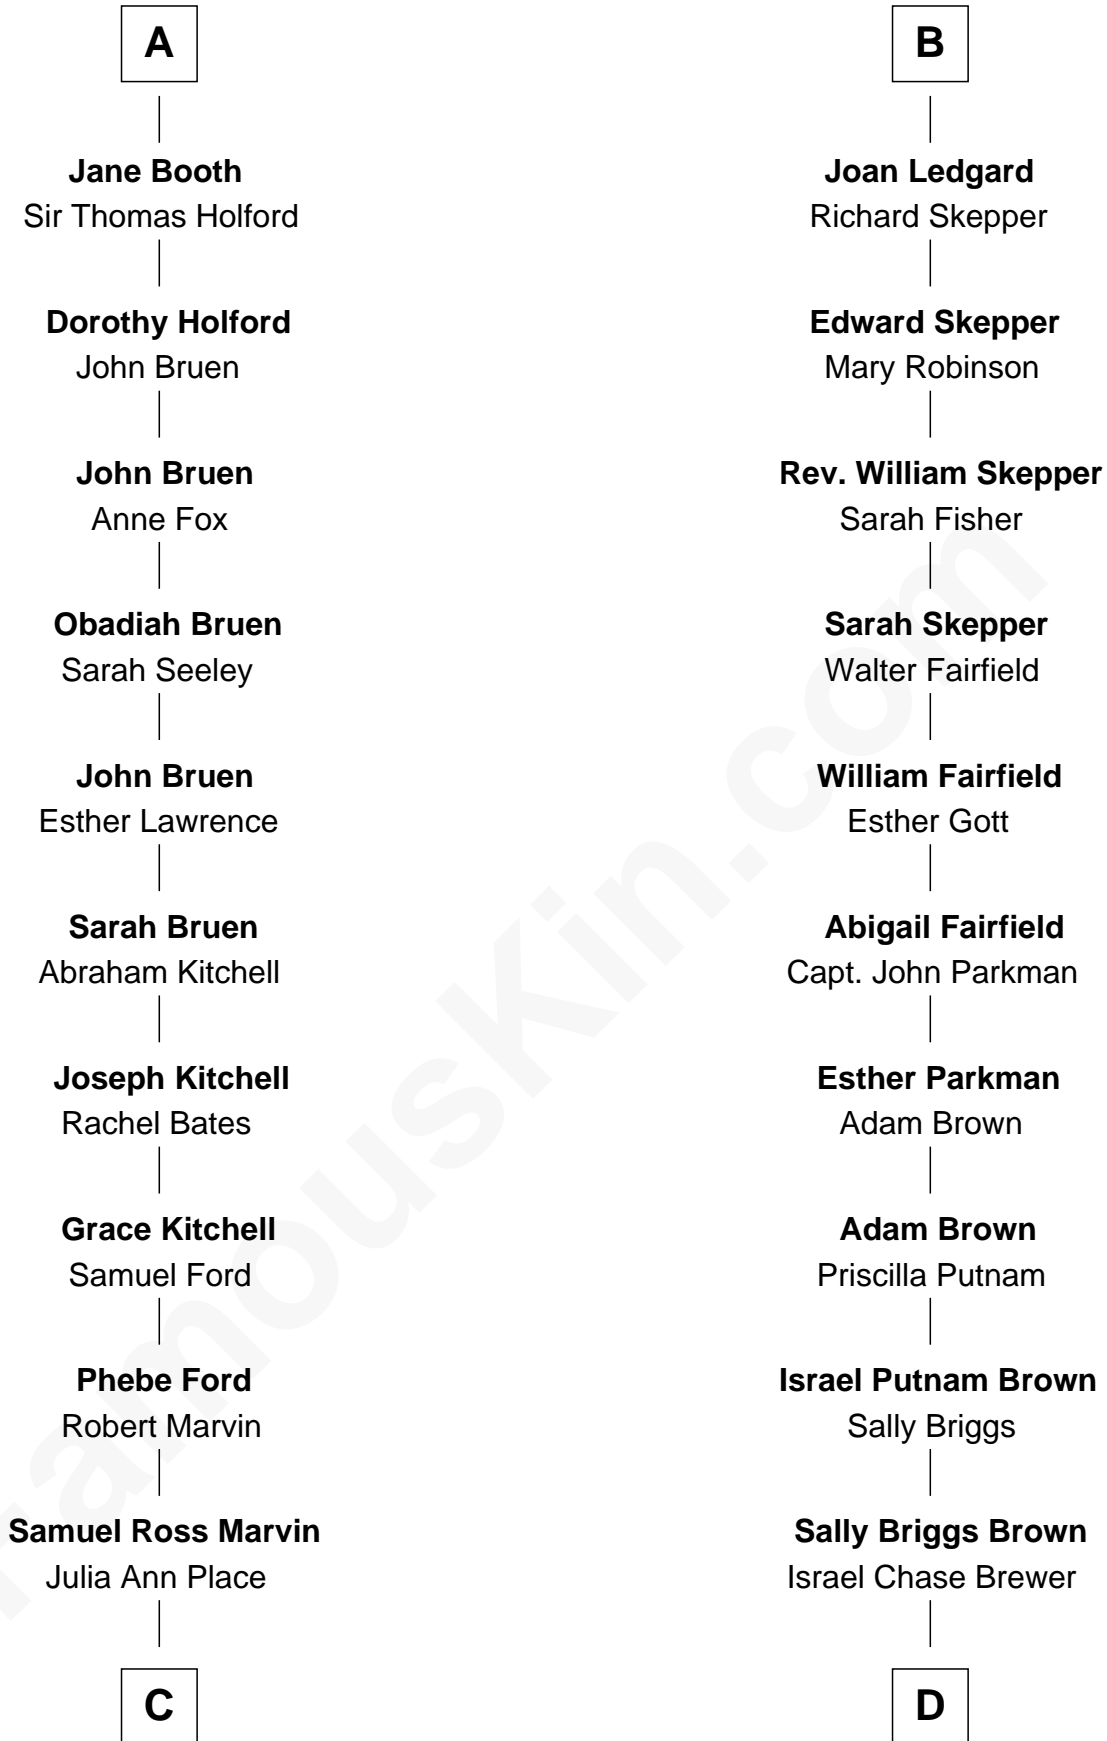 A
Jane Booth
Sir Thomas Holford
Dorothy Holford
John Bruen
John Bruen
Anne Fox
Obadiah Bruen
Sarah Seeley
John Bruen
Esther Lawrence
Sarah Bruen
Abraham Kitchell
Joseph Kitchell
Rachel Bates
Grace Kitchell
Samuel Ford
Phebe Ford
Robert Marvin
Samuel Ross Marvin
Julia Ann Place
C
B
Joan Ledgard
Richard Skepper
Edward Skepper
Mary Robinson
Rev. William Skepper
Sarah Fisher
Sarah Skepper
Walter Fairfield
William Fairfield
Esther Gott
Abigail Fairfield
Capt. John Parkman
Esther Parkman
Adam Brown
Adam Brown
Priscilla Putnam
Israel Putnam Brown
Sally Briggs
Sally Briggs Brown
Israel Chase Brewer
D
FamousKin.com